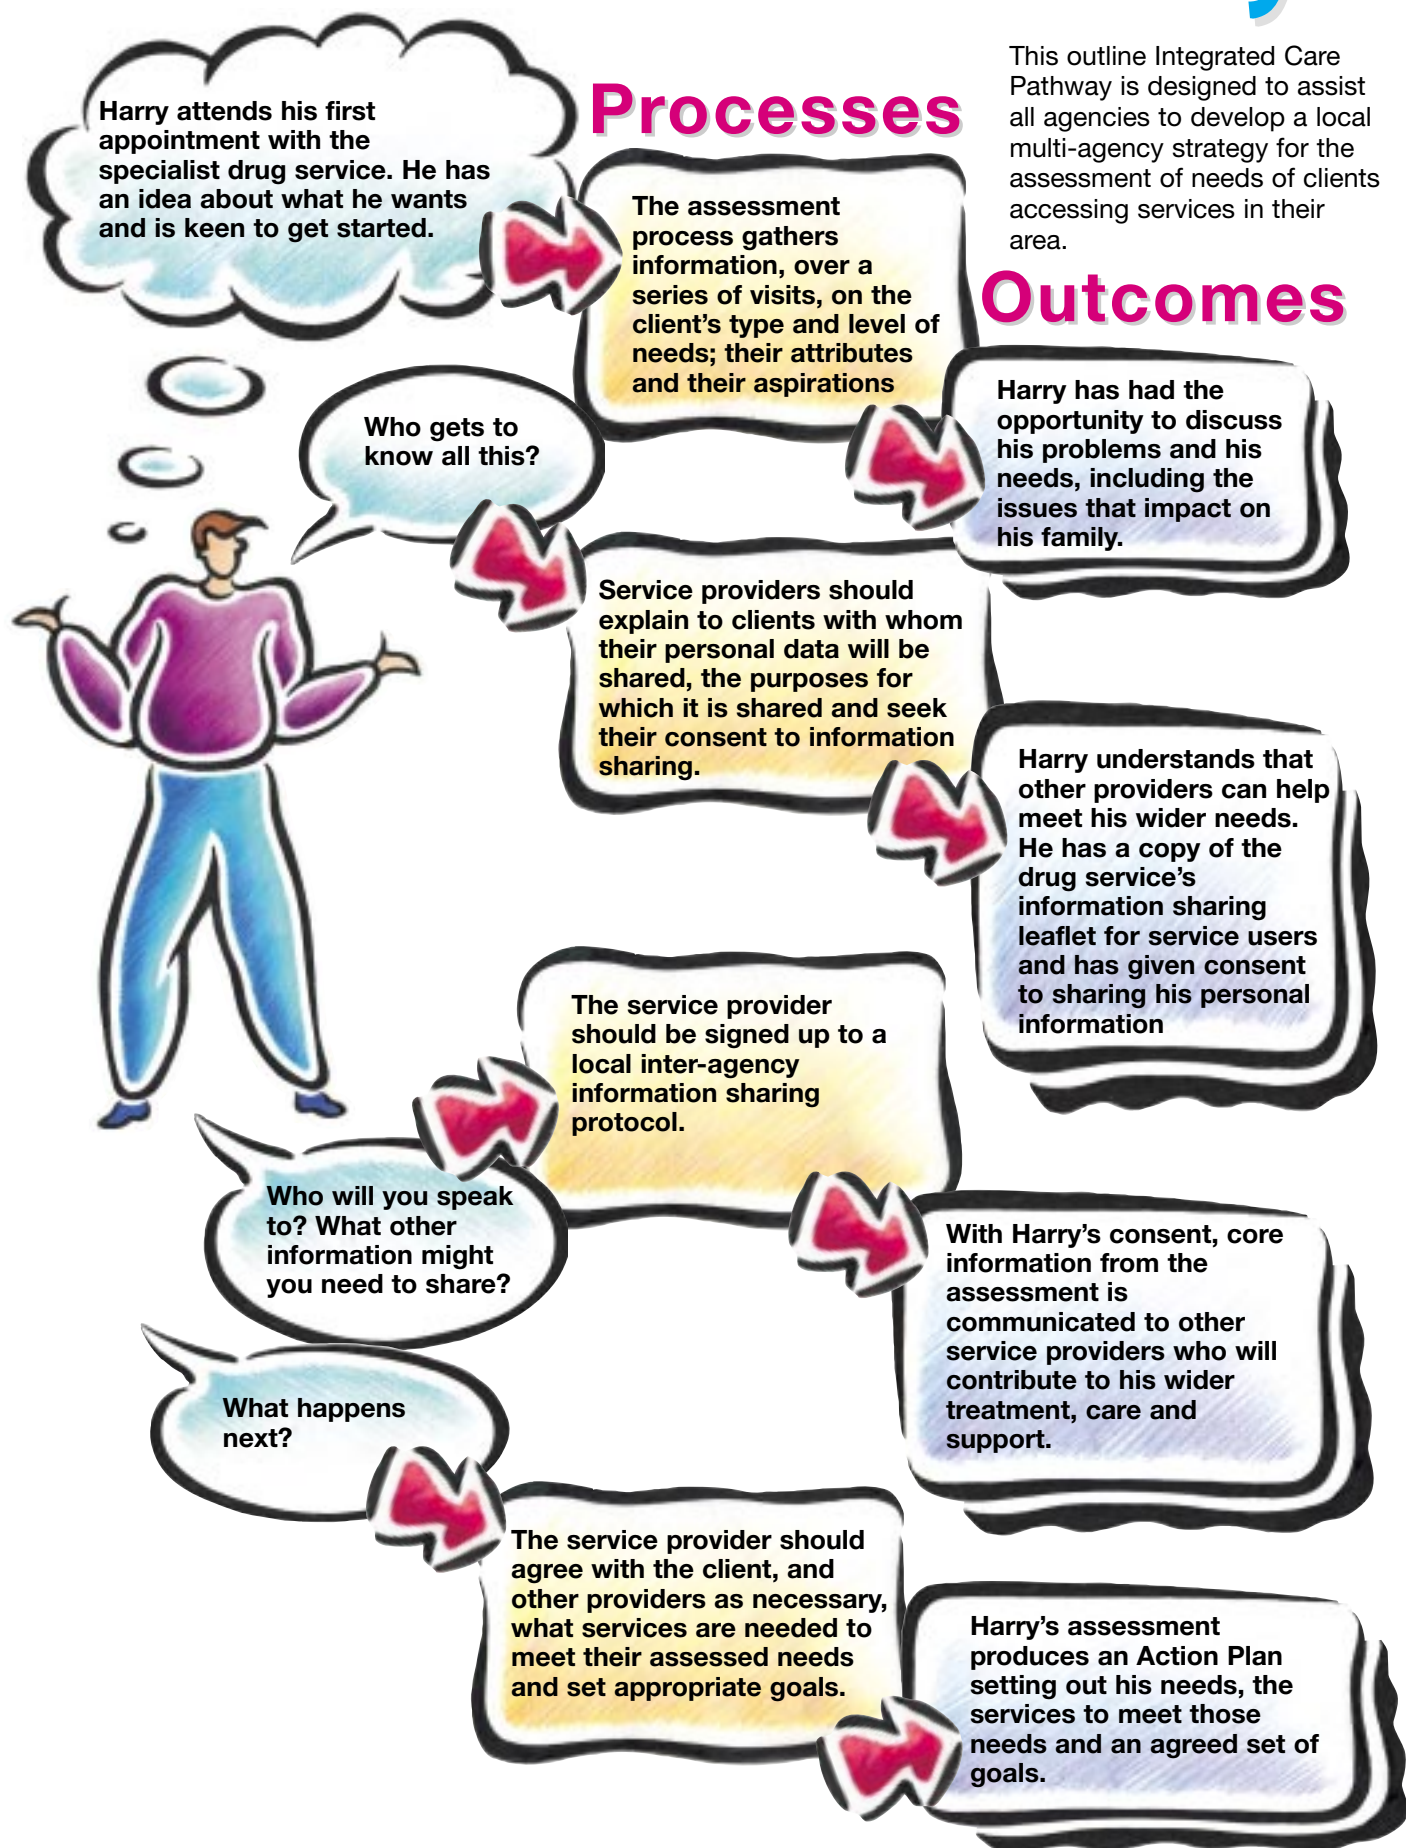 This outline Integrated Care
Pathway is designed to assist
all agencies to develop a local
multi-agency strategy for the
assessment of needs of clients
accessing services in their
area.
Processes
Outcomes
Harry attends his first
appointment with the
specialist drug service. He has
an idea about what he wants
and is keen to get started.
The assessment
process gathers
information, over a
series of visits, on the
client's type and level of
needs; their attributes
and their aspirations
Harry has had the
opportunity to discuss
his problems and his
needs, including the
issues that impact on
his family.
Who gets to
know all this?
Service providers should
explain to clients with whom
their personal data will be
shared, the purposes for
which it is shared and seek
their consent to information
sharing.
Harry understands that
other providers can help
meet his wider needs.
He has a copy of the
drug service's
information sharing
leaflet for service users
and has given consent
to sharing his personal
information
Who will you speak
to? What other
information might
you need to share?
The service provider
should be signed up to a
local inter-agency
information sharing
protocol.
With Harry's consent, core
information from the
assessment is
communicated to other
service providers who will
contribute to his wider
treatment, care and
support.
What happens
next?
The service provider should
agree with the client, and
other providers as necessary,
what services are needed to
meet their assessed needs
and set appropriate goals.
Harry's assessment
produces an Action Plan
setting out his needs, the
services to meet those
needs and an agreed set of
goals.